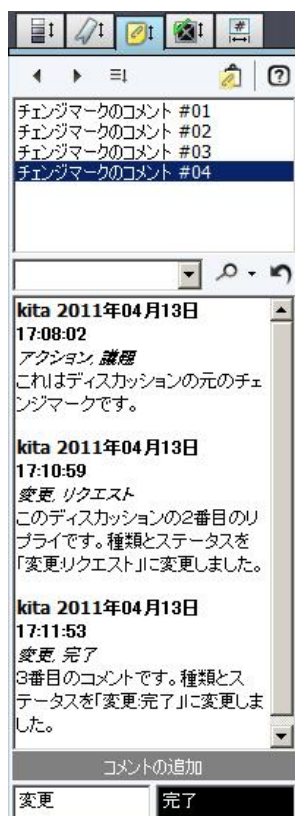 #
チェンジマークのコメント #01
チェンジマークのコメント #02
チェンジマークのコメント #03
チェンジマークのコメント #04
kita 2011年04月13日
17:08:02
アクション, 議題
これはディスカッションの元のチェ
ンジマークです。
kita 2011年04月13日
17:10:59
変更, リクエスト
このディスカッションの2番目のリ
プライです。種類とステータスを
「変更:リクエスト」に変更しました。
kita 2011年04月13日
17:11:53
変更, 完了
3番目のコメントです。種類とス
テータスを「変更:完了」に変更しま
した。
コメントの追加
変更 完了